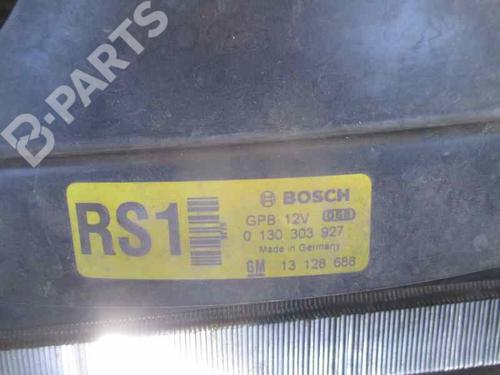 B-PARTS
RS1
BOSCH
GPB 12V
0 130 303 927
Made in Germany
GM 13 128 688